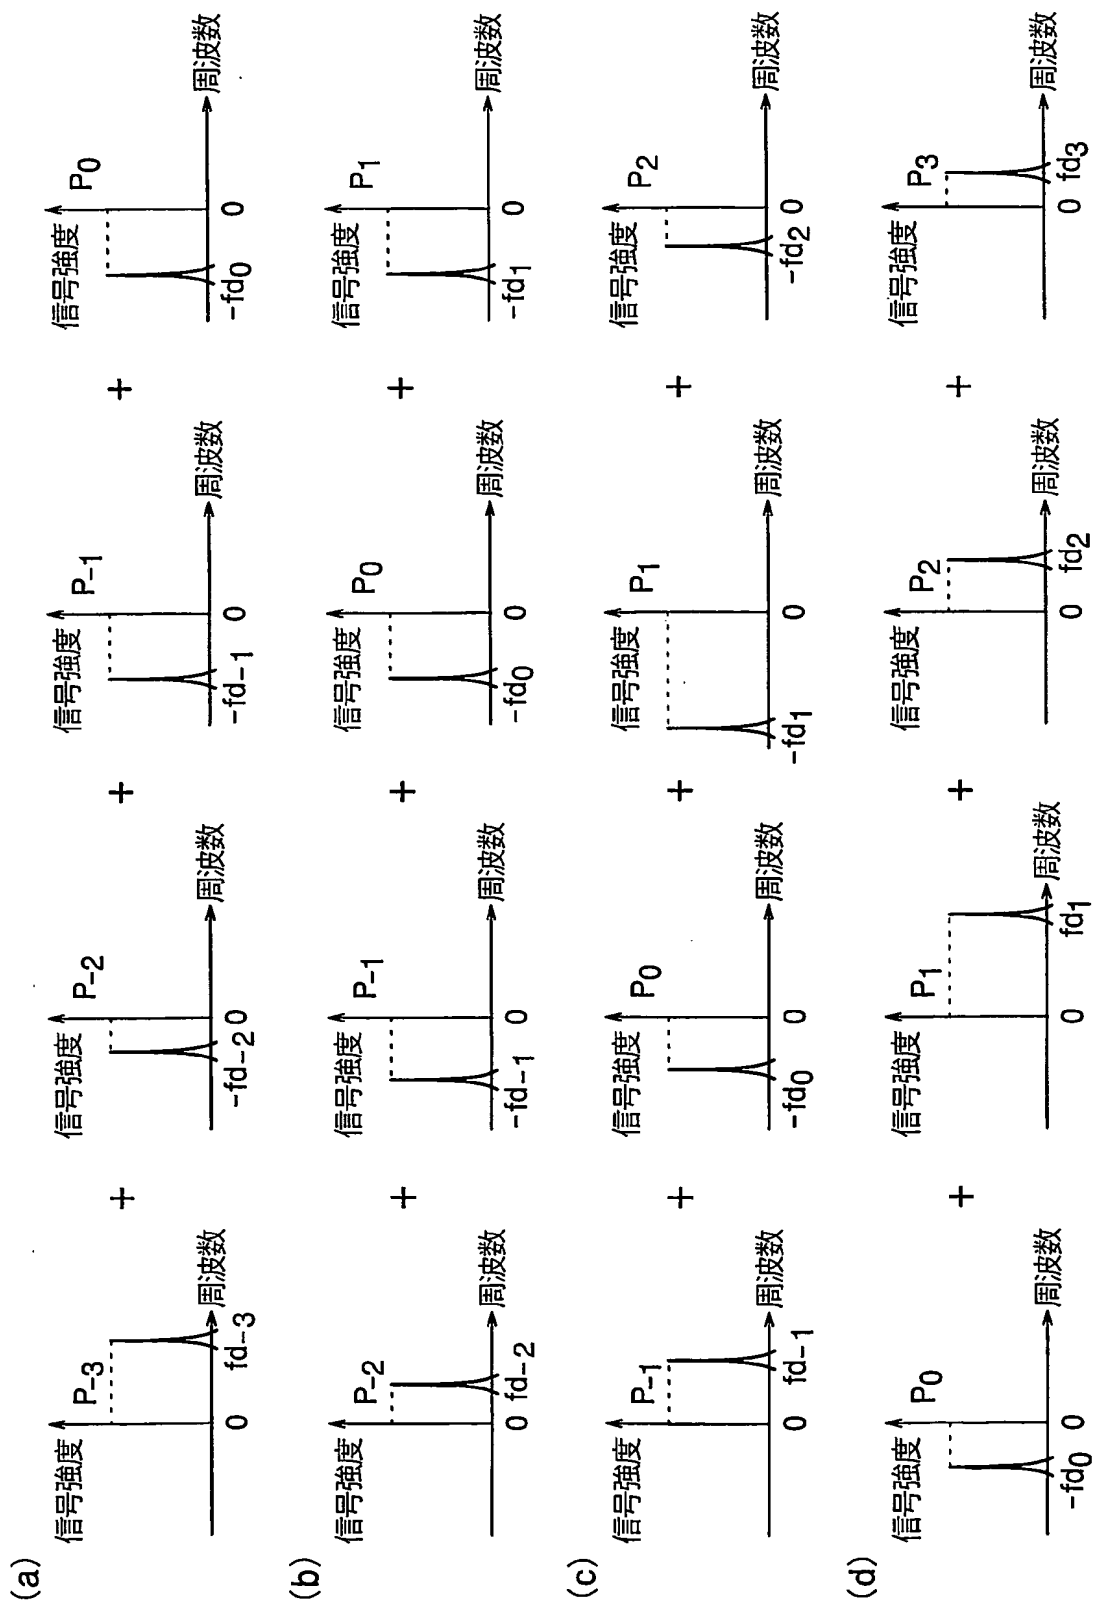 (a)
信号強度 P-3 0 fd-3 周波数
+
信号強度 P-2 -fd-2 0 周波数
+
信号強度 P-1 -fd-1 0 周波数
+
信号強度 P0 -fd0 0 周波数
(b)
信号強度 P-2 0 fd-2 周波数
+
信号強度 P-1 -fd-1 0 周波数
+
信号強度 P0 -fd0 0 周波数
+
信号強度 P1 -fd1 0 周波数
(c)
信号強度 P-1 0 fd-1 周波数
+
信号強度 P0 -fd0 0 周波数
+
信号強度 P1 -fd1 0 周波数
+
信号強度 P2 -fd2 0 周波数
(d)
信号強度 P0 -fd0 0 周波数
+
信号強度 P1 0 fd1 周波数
+
信号強度 P2 0 fd2 周波数
+
信号強度 P3 0 fd3 周波数